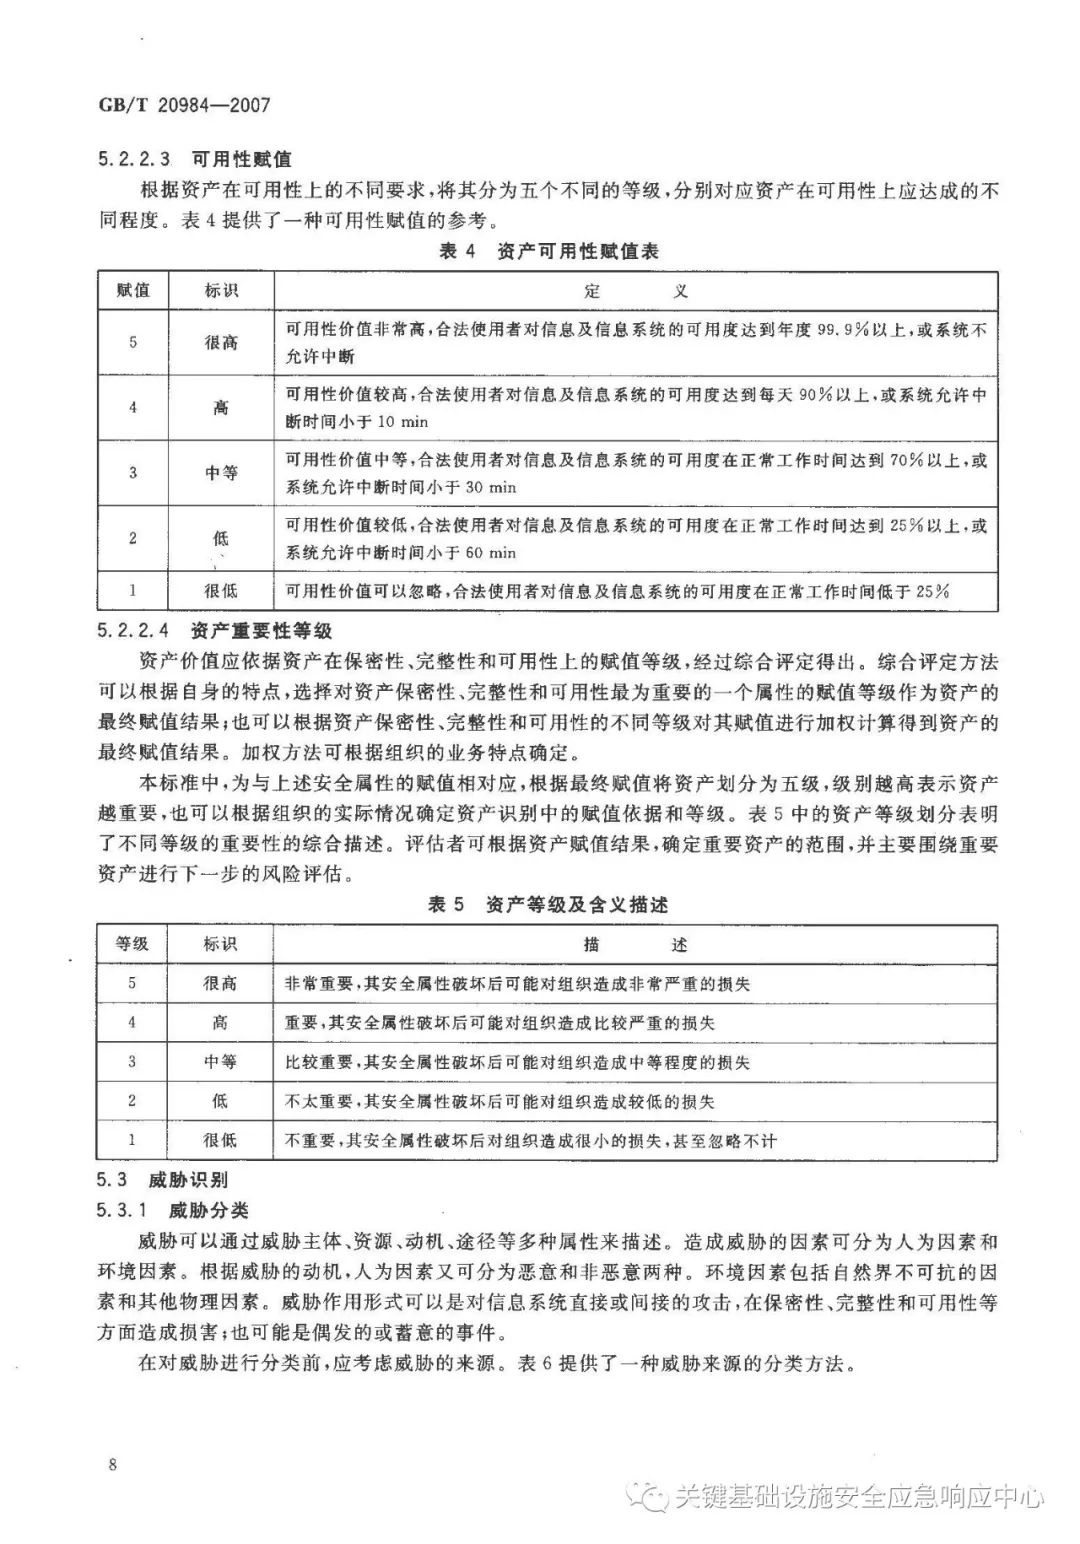 GB/T 20984—2007
5.2.2.3 可用性赋值
根据资产在可用性上的不同要求,将其分为五个不同的等级,分别对应资产在可用性上应达成的不
同程度。表 4 提供了一种可用性赋值的参考。
表 4 资产可用性赋值表
赋值 标识 定 义
5 很高 可用性价值非常高,合法使用者对信息及信息系统的可用度达到年度 99.9%以上,或系统不
允许中断
4 高 可用性价值较高,合法使用者对信息及信息系统的可用度达到每天 90%以上,或系统允许中
断时间小于 10 min
3 中等 可用性价值中等,合法使用者对信息及信息系统的可用度在正常工作时间达到 70%以上,或
系统允许中断时间小于 30 min
2 低 可用性价值较低,合法使用者对信息及信息系统的可用度在正常工作时间达到 25%以上,或
系统允许中断时间小于 60 min
1 很低 可用性价值可以忽略,合法使用者对信息及信息系统的可用度在正常工作时间低于 25%
5.2.2.4 资产重要性等级
资产价值应依据资产在保密性、完整性和可用性上的赋值等级,经过综合评定得出。综合评定方法
可以根据自身的特点,选择对资产保密性、完整性和可用性最为重要的一个属性的赋值等级作为资产的
最终赋值结果;也可以根据资产保密性、完整性和可用性的不同等级对其赋值进行加权计算得到资产的
最终赋值结果。加权方法可根据组织的业务特点确定。
本标准中,为与上述安全属性的赋值相对应,根据最终赋值将资产划分为五级,级别越高表示资产
越重要,也可以根据组织的实际情况确定资产识别中的赋值依据和等级。表 5 中的资产等级划分表明
了不同等级的重要性的综合描述。评估者可根据资产赋值结果,确定重要资产的范围,并主要围绕重要
资产进行下一步的风险评估。
表 5 资产等级及含义描述
等级 标识 描 述
5 很高 非常重要,其安全属性破坏后可能对组织造成非常严重的损失
4 高 重要,其安全属性破坏后可能对组织造成比较严重的损失
3 中等 比较重要,其安全属性破坏后可能对组织造成中等程度的损失
2 低 不太重要,其安全属性破坏后可能对组织造成较低的损失
1 很低 不重要,其安全属性破坏后对组织造成很小的损失,甚至忽略不计
5.3 威胁识别
5.3.1 威胁分类
威胁可以通过威胁主体、资源、动机、途径等多种属性来描述。造成威胁的因素可分为人为因素和
环境因素。根据威胁的动机,人为因素又可分为恶意和非恶意两种。环境因素包括自然界不可抗的因
素和其他物理因素。威胁作用形式可以是对信息系统直接或间接的攻击,在保密性、完整性和可用性等
方面造成损害;也可能是偶发的或蓄意的事件。
在对威胁进行分类前,应考虑威胁的来源。表 6 提供了一种威胁来源的分类方法。
8
关键基础设施安全应急响应中心